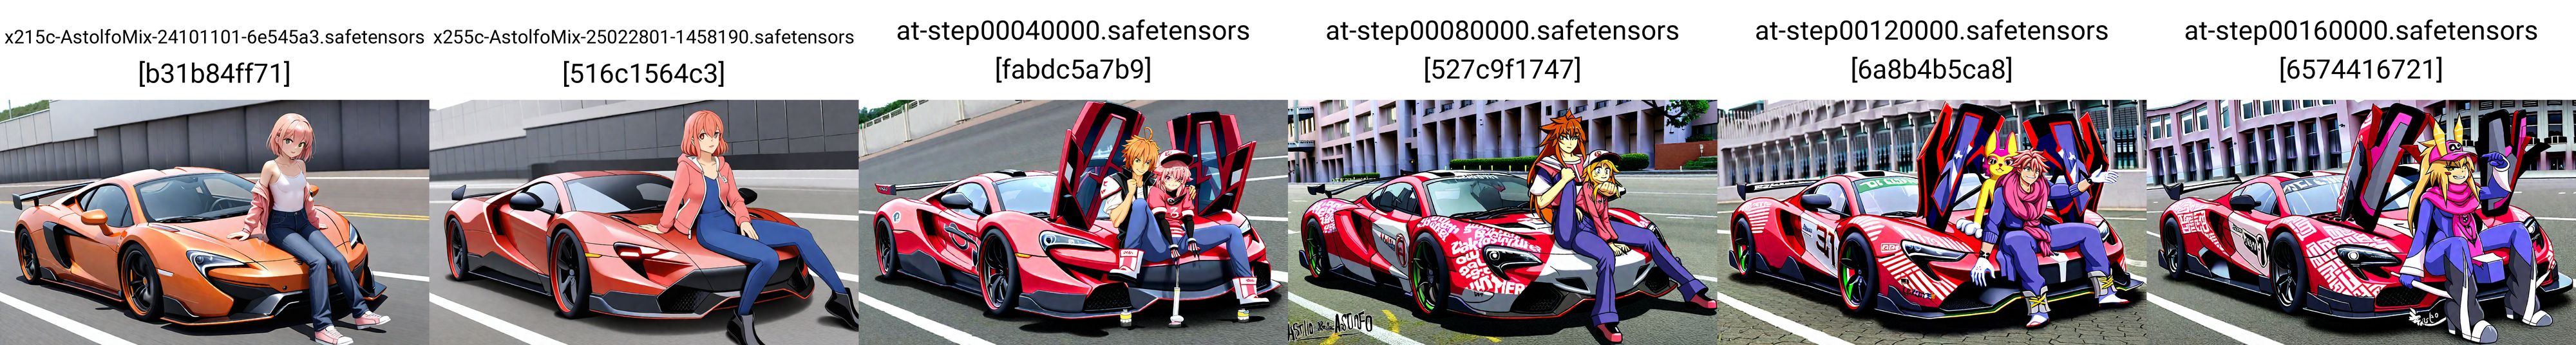 x215c-AstolfoMix-24101101-6e545a3.safetensors
[b31b84ff71]
x255c-AstolfoMix-25022801-1458190.safetensors
[516c1564c3]
at-step00040000.safetensors
[fabdc5a7b9]
at-step00080000.safetensors
[527c9f1747]
at-step00120000.safetensors
[6a8b4b5ca8]
at-step00160000.safetensors
[6574416721]